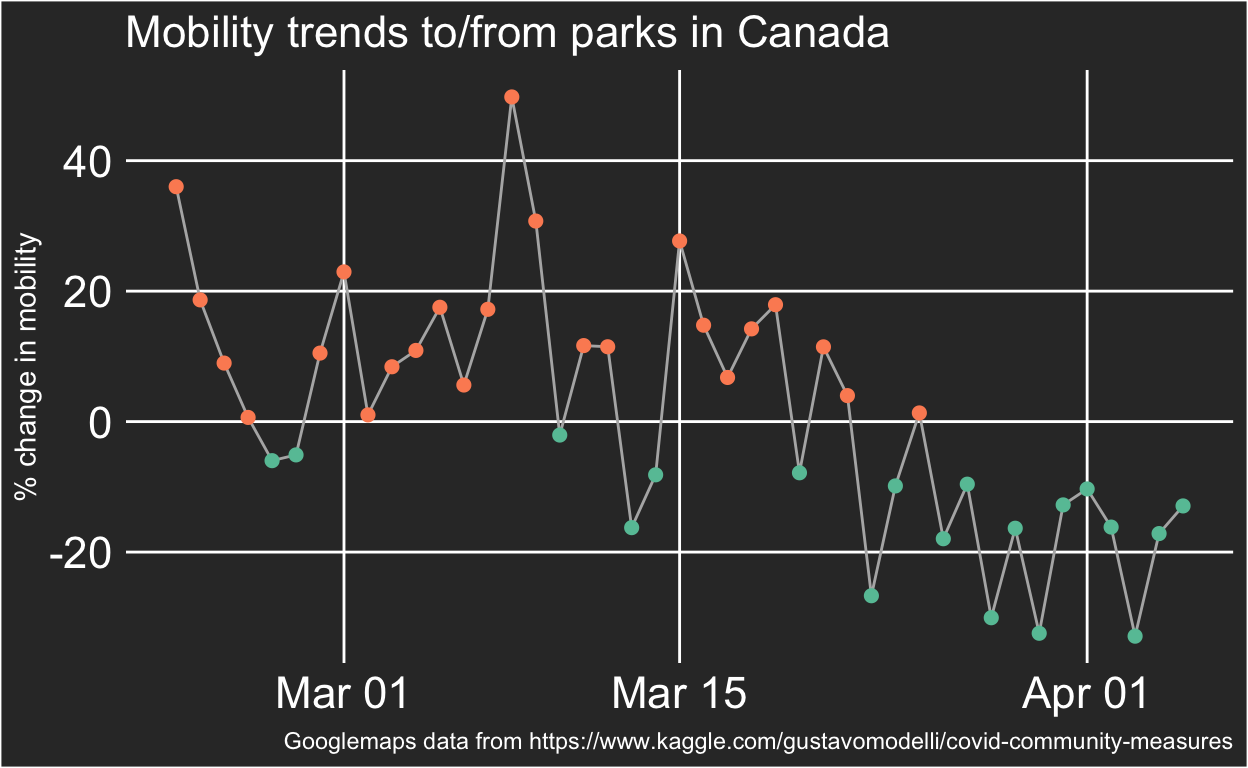 Mobility trends to/from parks in Canada
% change in mobility
40
20
0
-20
Mar 01
Mar 15
Apr 01
Googlemaps data from https://www.kaggle.com/gustavomodelli/covid-community-measures